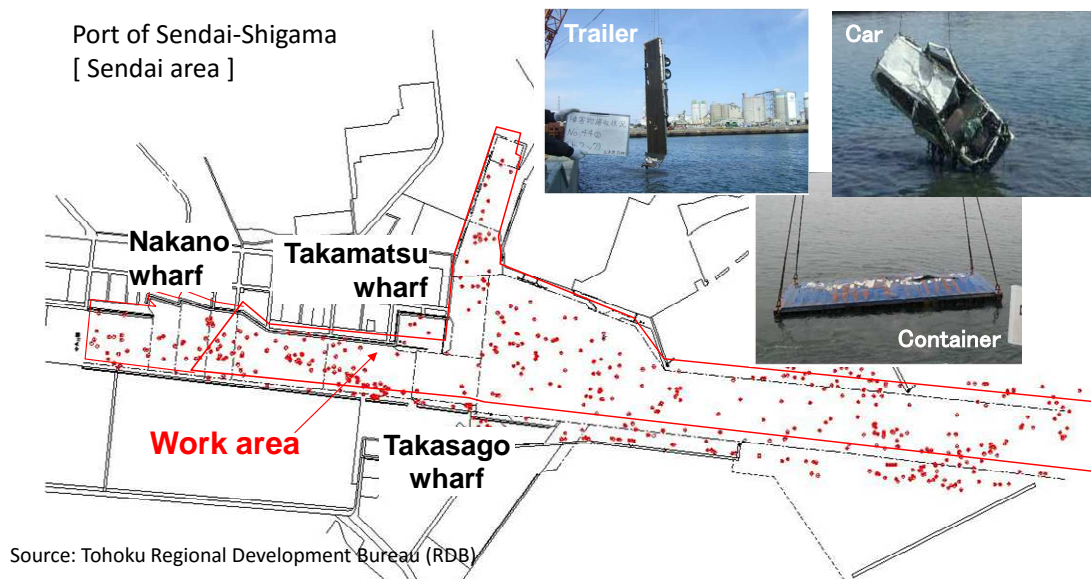 Port of Sendai-Shigama
[ Sendai area ]
Trailer
Car
Container
Nakano
wharf
Takamatsu
wharf
Work area
Takasago
wharf
Source: Tohoku Regional Development Bureau (RDB)